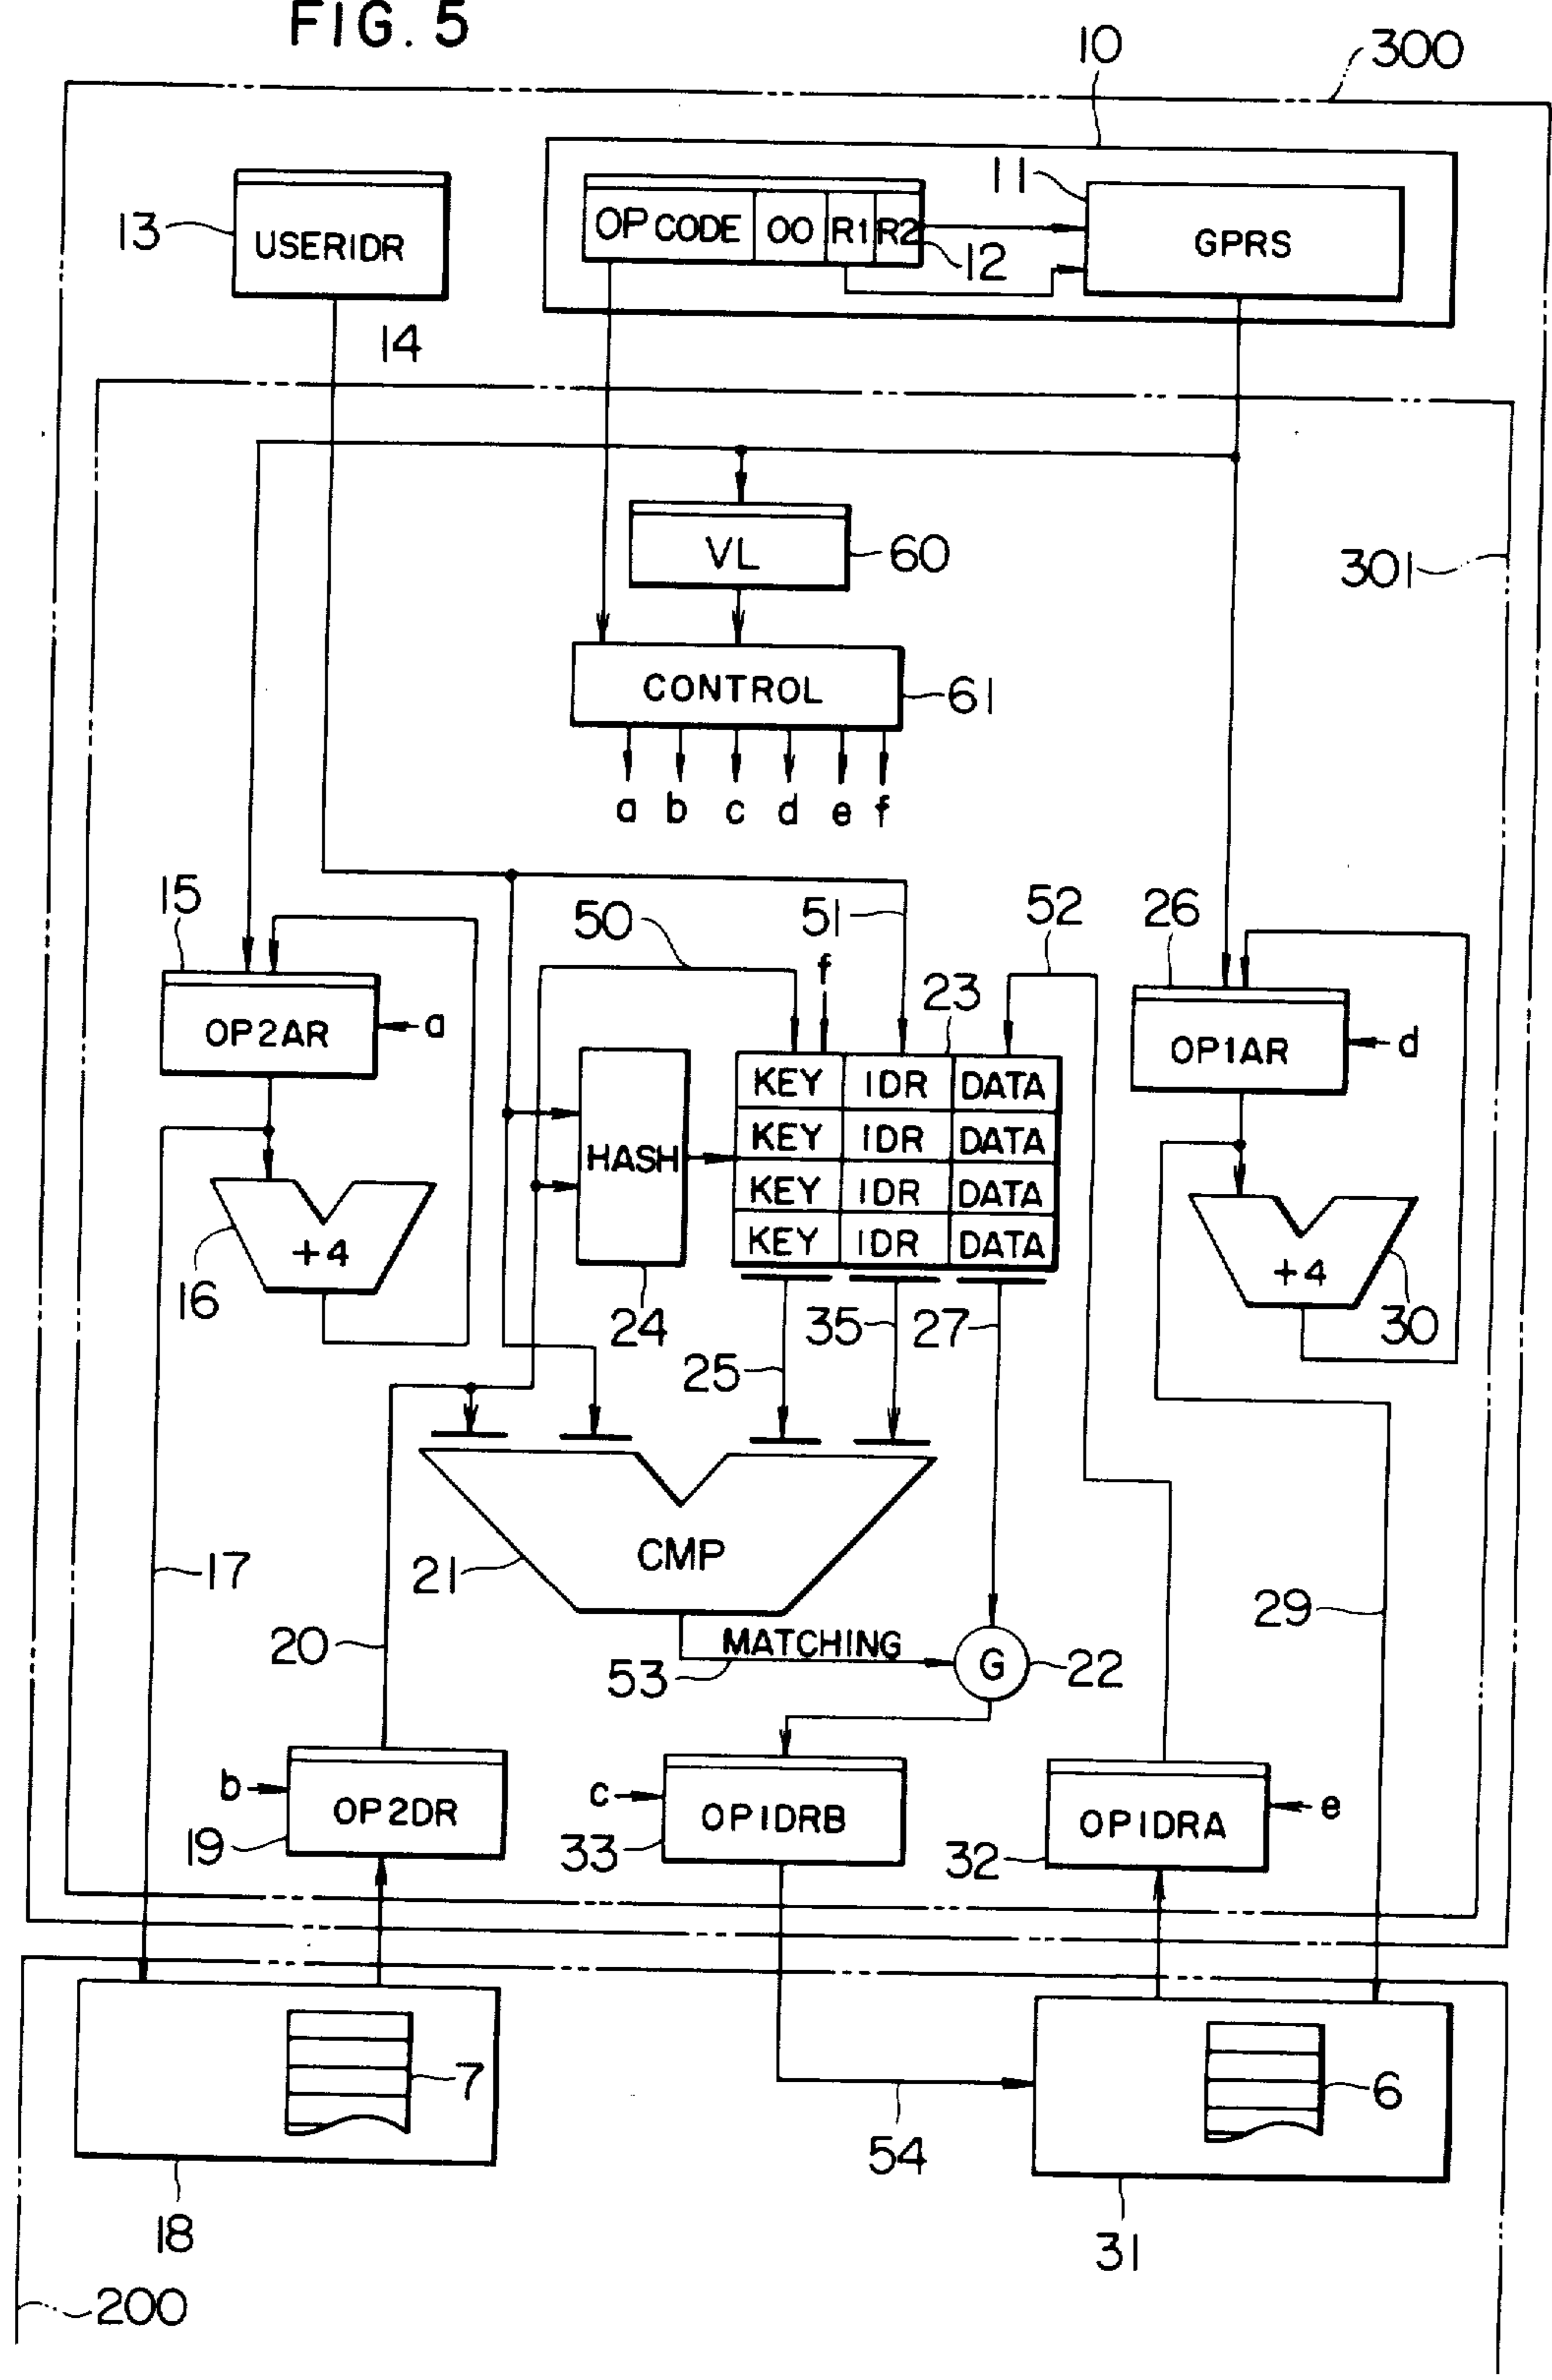 FIG. 5
10
300
11
13
USERIDR
OP CODE 00 R1 R2
12
GPRS
14
VL
60
301
CONTROL
61
a b c d e f
15
50
51
f
52
26
23
OP2AR
a
OP1AR
d
KEY IDR DATA
KEY IDR DATA
KEY IDR DATA
KEY IDR DATA
HASH
+4
16
24
35
27
25
+4
30
CMP
21
17
29
20
MATCHING
53
G
22
b
OP2DR
19
c
OP1DRB
33
OP1DRA
e
32
7
6
54
18
31
200